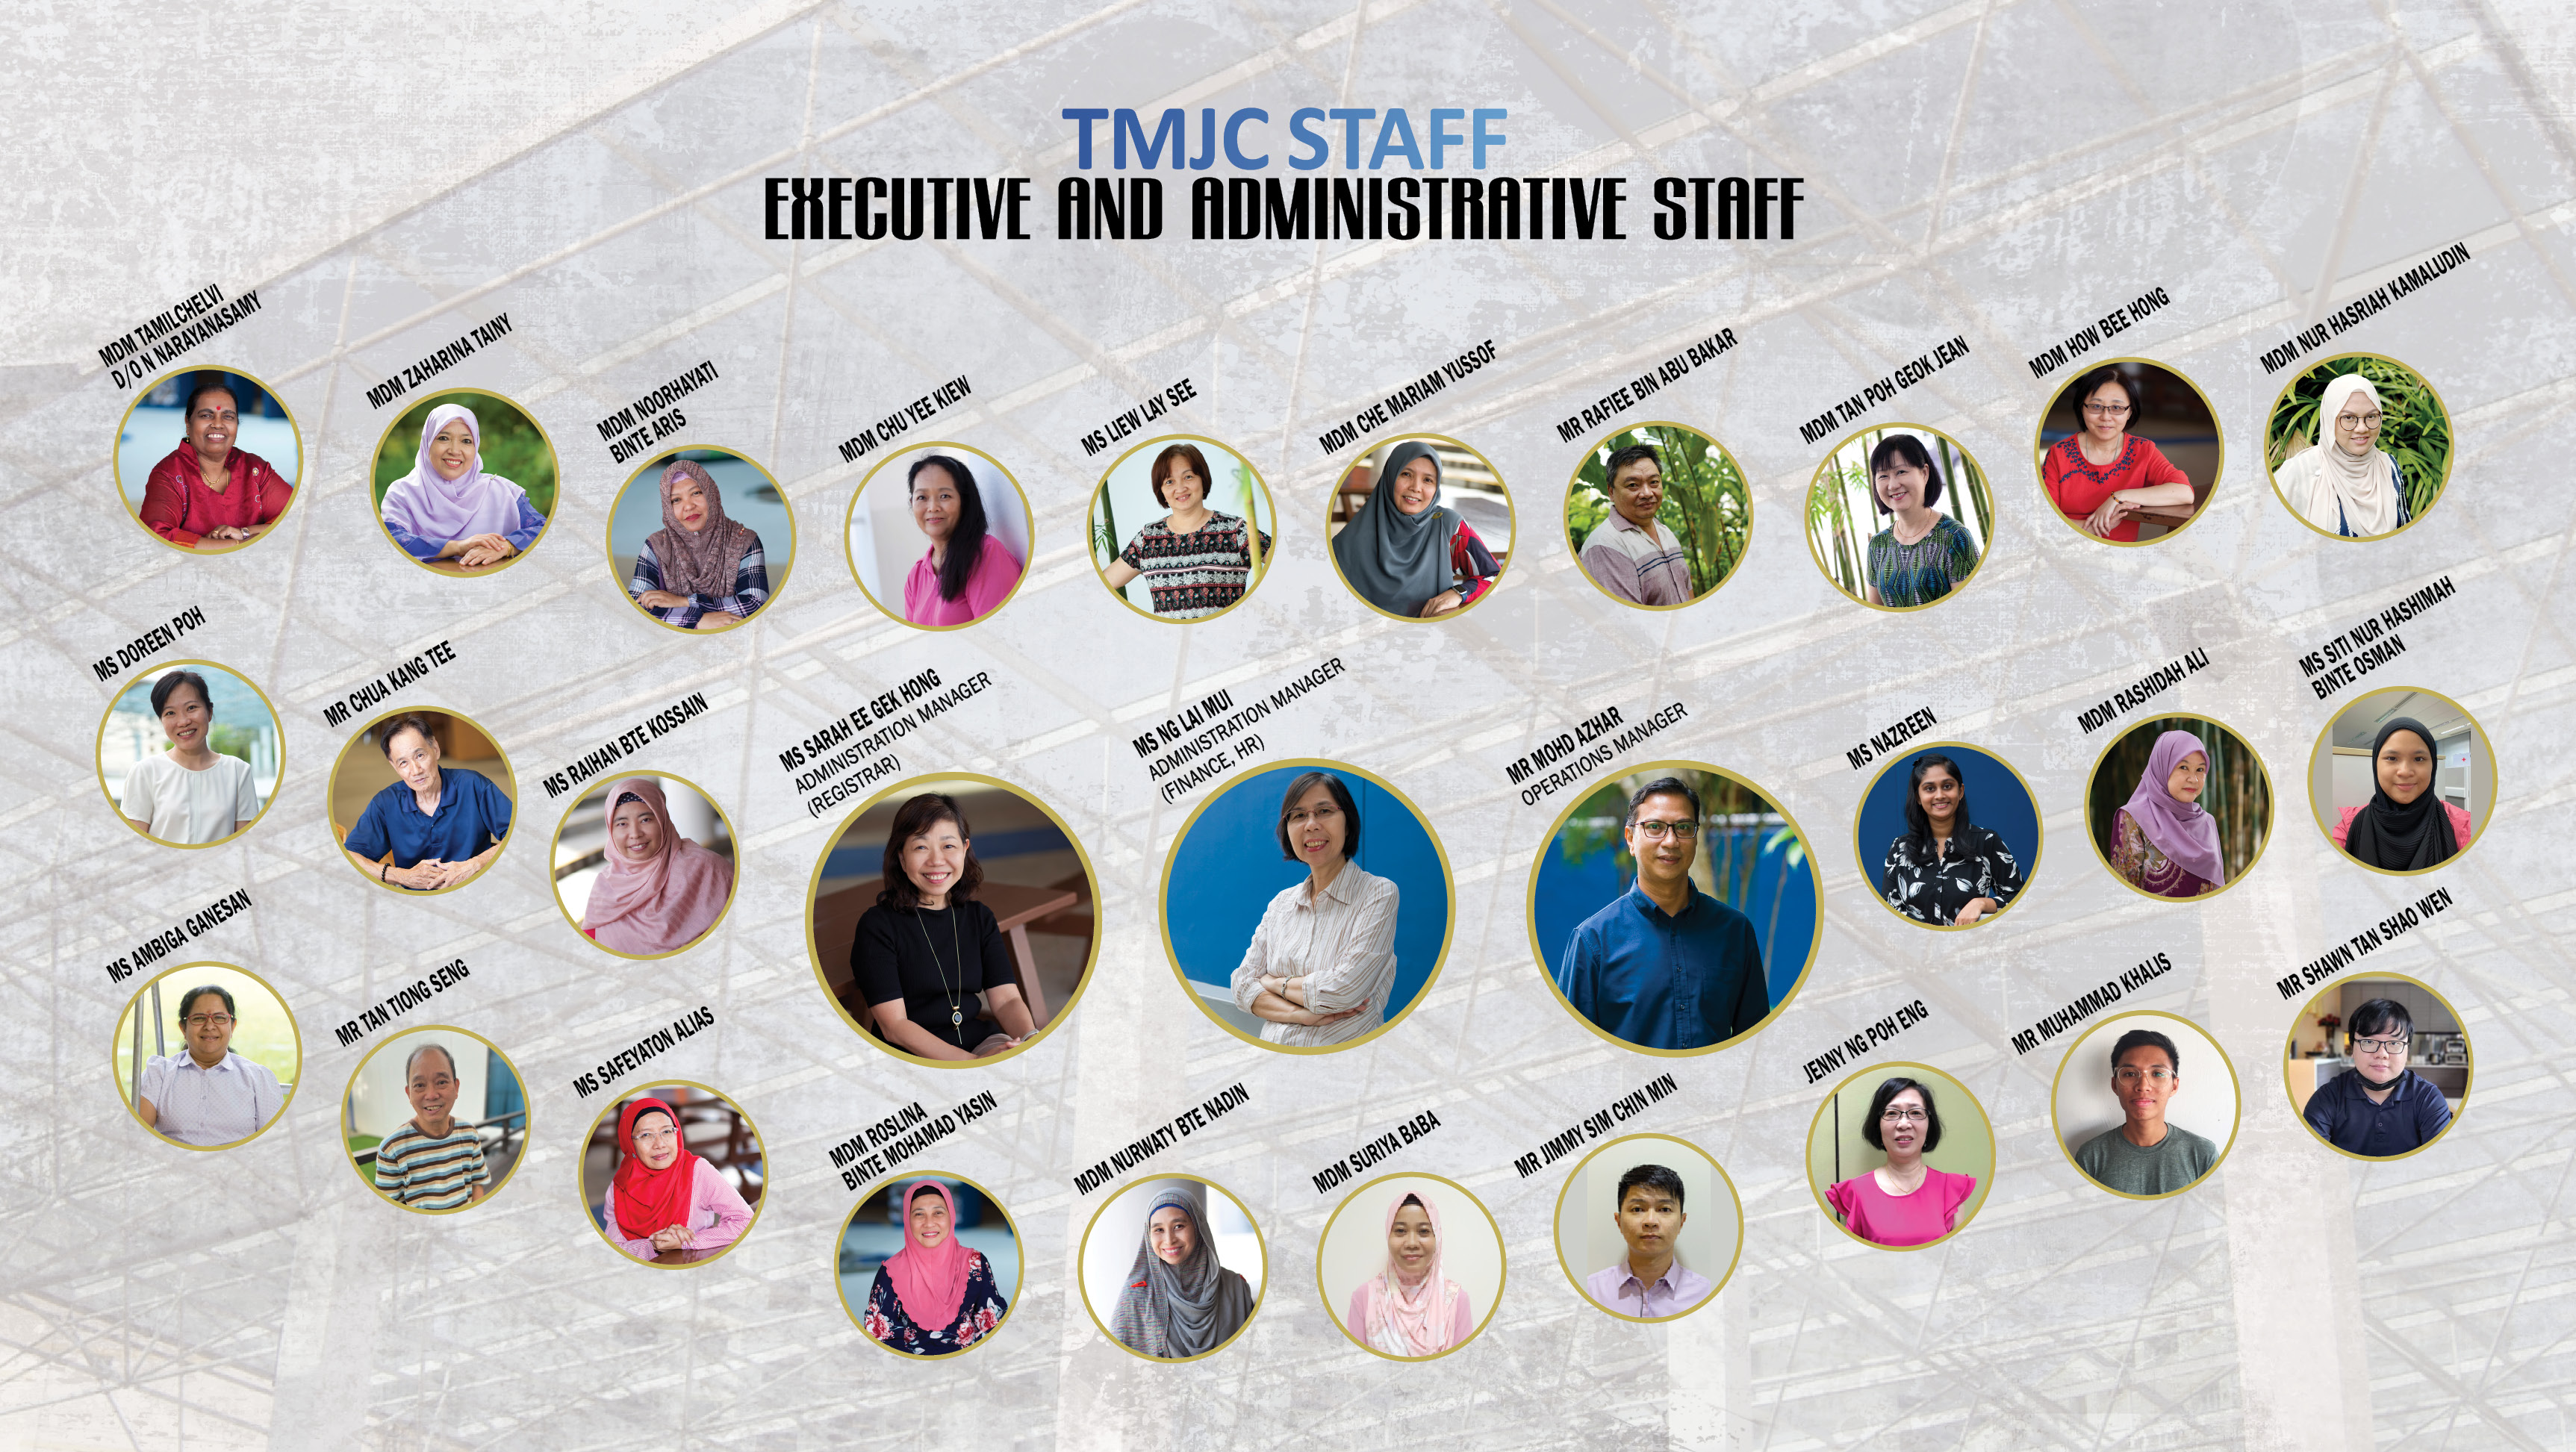 TMJC STAFF
EXECUTIVE AND ADMINISTRATIVE STAFF
MDM TAMILCHELVI
D/O N NARAYANASAMY
MDM ZAHARINA TAINY
MDM NOORHAYATI
BINTE ARIS
MDM CHU YEE KIEW
MS LIEW LAY SEE
MDM CHE MARIAM YUSSOF
MR RAFIEE BIN ABU BAKAR
MDM TAN POH GEOK JEAN
MDM HOW BEE HONG
MDM NUR HASRIAH KAMALUDIN
MS DOREEN POH
MR CHUA KANG TEE
MS RAIHAN BTE KOSSAIN
MS SARAH EE GEK HONG
ADMINISTRATION MANAGER
(REGISTRAR)
MS NG LAI MUI
ADMINISTRATION MANAGER
(FINANCE, HR)
MR MOHD AZHAR
OPERATIONS MANAGER
MS NAZREEN
MDM RASHIDAH ALI
MS SITI NUR HASHIMAH
BINTE OSMAN
MS AMBIGA GANESAN
MR TAN TIONG SENG
MS SAFEYATON ALIAS
MDM ROSLINA
BINTE MOHAMAD YASIN
MDM NURWATY BTE NADIN
MDM SURIYA BABA
MR JIMMY SIM CHIN MIN
JENNY NG POH ENG
MR MUHAMMAD KHALIS
MR SHAWN TAN SHAO WEN